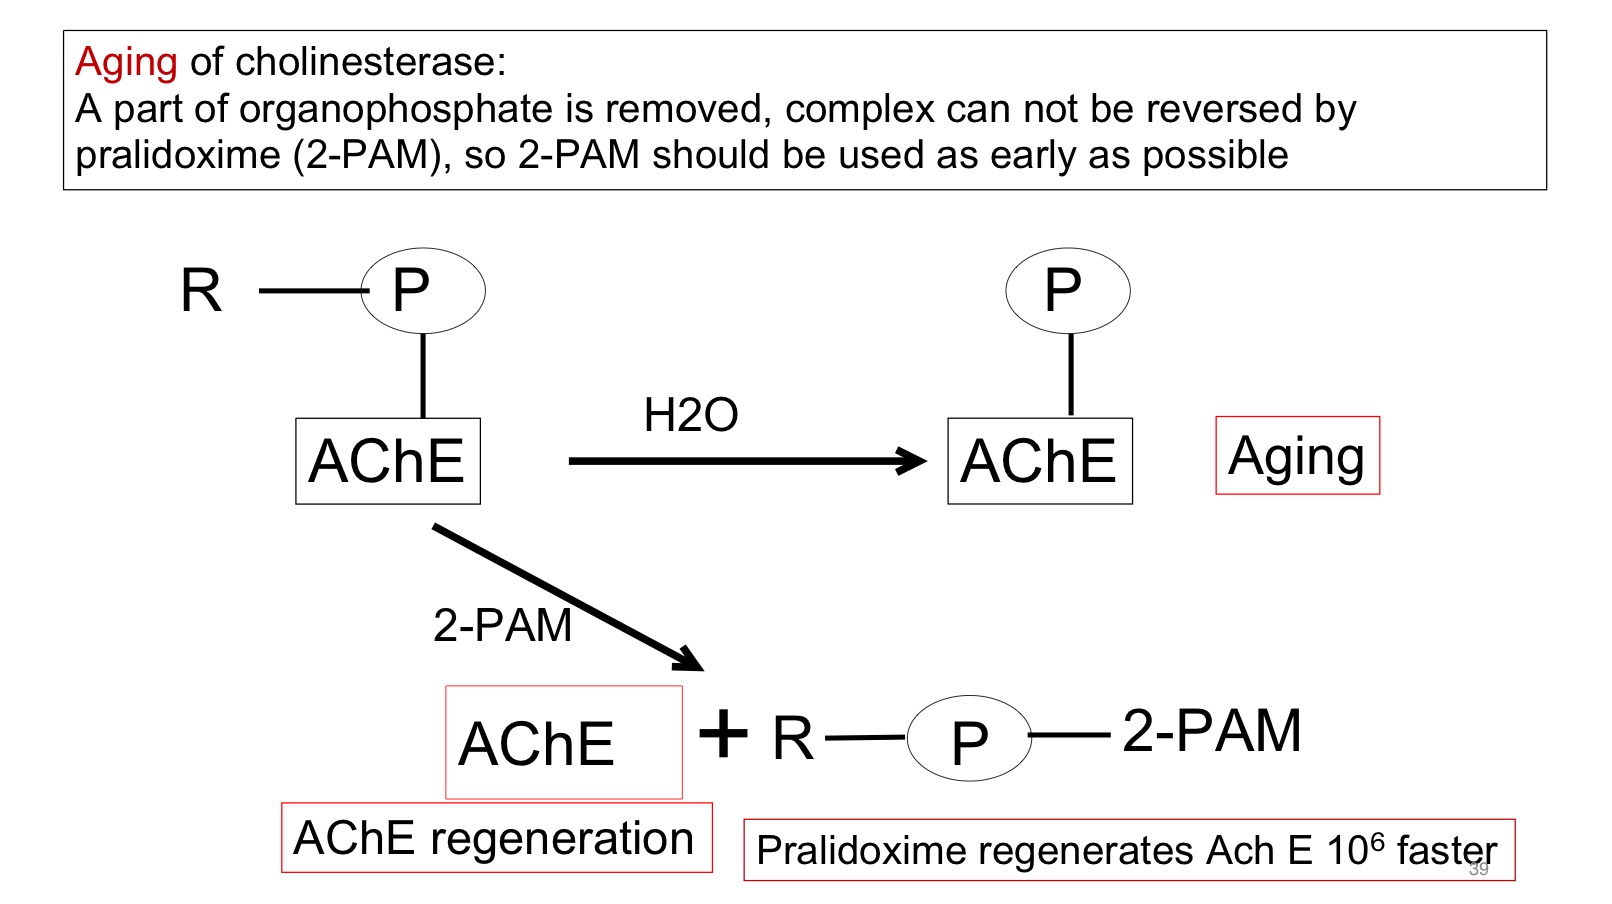 Aging of cholinesterase:
A part of organophosphate is removed, complex can not be reversed by
pralidoxime (2-PAM), so 2-PAM should be used as early as possible
R P
P
H2O
AChE
AChE
Aging
2-PAM
AChE + R P 2-PAM
AChE regeneration
Pralidoxime regenerates Ach E 10⁶ faster
39